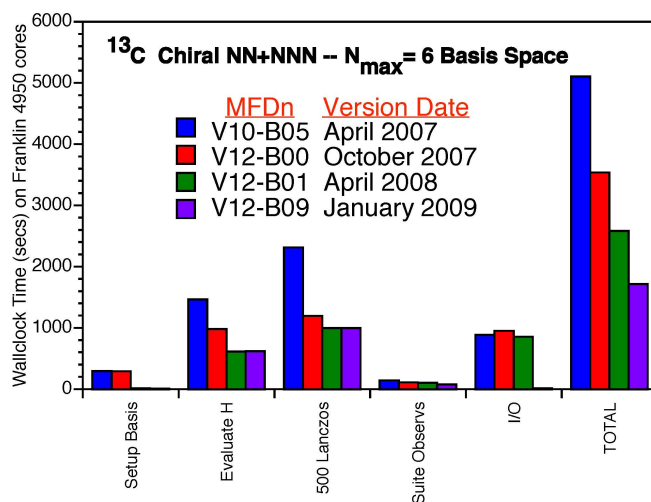 6000
5000
4000
3000
2000
1000
0
Wallclock Time (secs) on Franklin 4950 cores
¹³C Chiral NN+NNN -- Nmax= 6 Basis Space
MFDn Version Date
V10-B05 April 2007
V12-B00 October 2007
V12-B01 April 2008
V12-B09 January 2009
Setup Basis
Evaluate H
500 Lanczos
Suite Observs
I/O
TOTAL